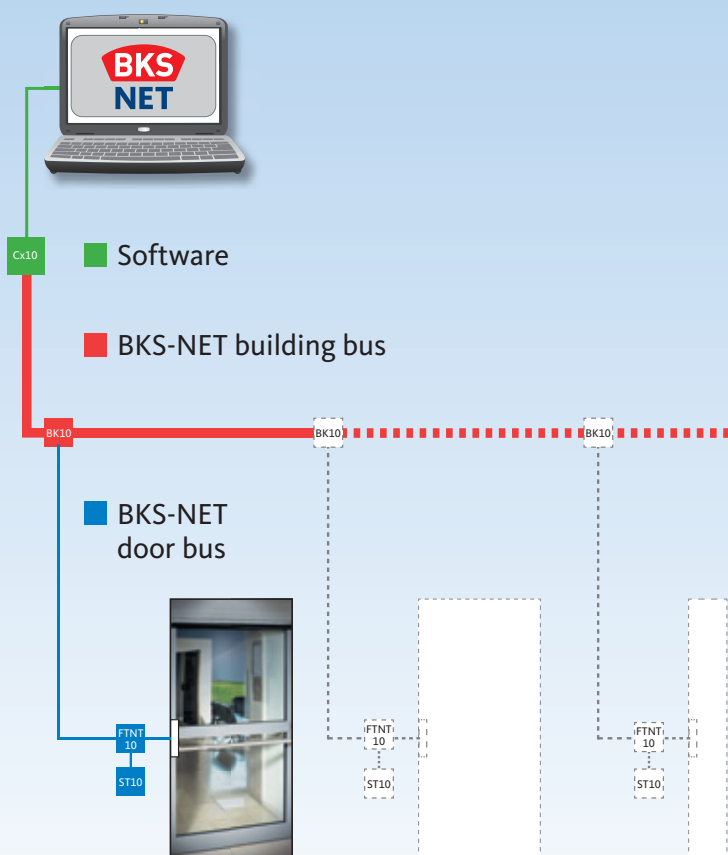 BKS
NET
Cx10
Software
BKS-NET building bus
BK10
BK10
BK10
BKS-NET
door bus
FTNT
10
ST10
FTNT
10
ST10
FTNT
10
ST10